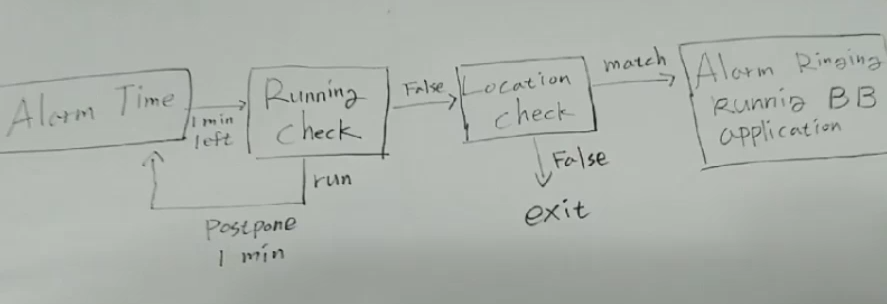 Alarm Time
1 min
left
Running
check
False
Location
check
match
Alarm Ringing
Runnig BB
application
run
Postpone
1 min
False
exit